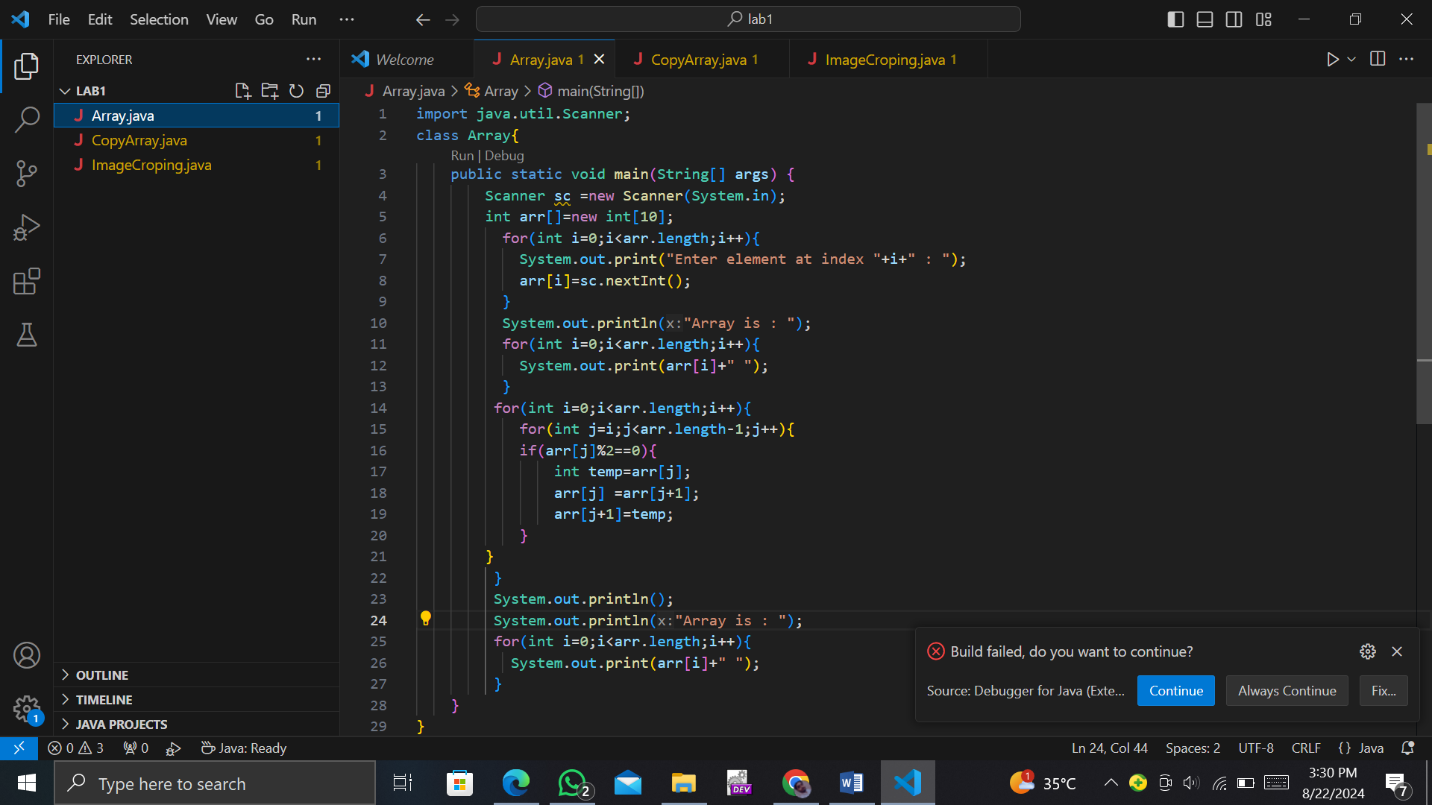 File Edit Selection View Go Run ··· lab1
EXPLORER ···
Welcome Array.java 1 CopyArray.java 1 ImageCroping.java 1
LAB1
Array.java 1
CopyArray.java 1
ImageCroping.java 1
Array.java > Array > main(String[])
1 import java.util.Scanner;
2 class Array{
Run | Debug
3 public static void main(String[] args) {
4 Scanner sc =new Scanner(System.in);
5 int arr[]=new int[10];
6 for(int i=0;i<arr.length;i++){
7 System.out.print("Enter element at index "+i+" : ");
8 arr[i]=sc.nextInt();
9 }
10 System.out.println(x:"Array is : ");
11 for(int i=0;i<arr.length;i++){
12 System.out.print(arr[i]+" ");
13 }
14 for(int i=0;i<arr.length;i++){
15 for(int j=i;j<arr.length-1;j++){
16 if(arr[j]%2==0){
17 int temp=arr[j];
18 arr[j] =arr[j+1];
19 arr[j+1]=temp;
20 }
21 }
22 }
23 System.out.println();
24 System.out.println(x:"Array is : ");
25 for(int i=0;i<arr.length;i++){
26 System.out.print(arr[i]+" ");
27 }
28 }
29 }
OUTLINE
TIMELINE
JAVA PROJECTS
1
Build failed, do you want to continue?
Source: Debugger for Java (Exte... Continue Always Continue Fix...
0 3 0 Java: Ready Ln 24, Col 44 Spaces: 2 UTF-8 CRLF {} Java
Type here to search 2 DEV 1 35°C 3:30 PM
8/22/2024 7